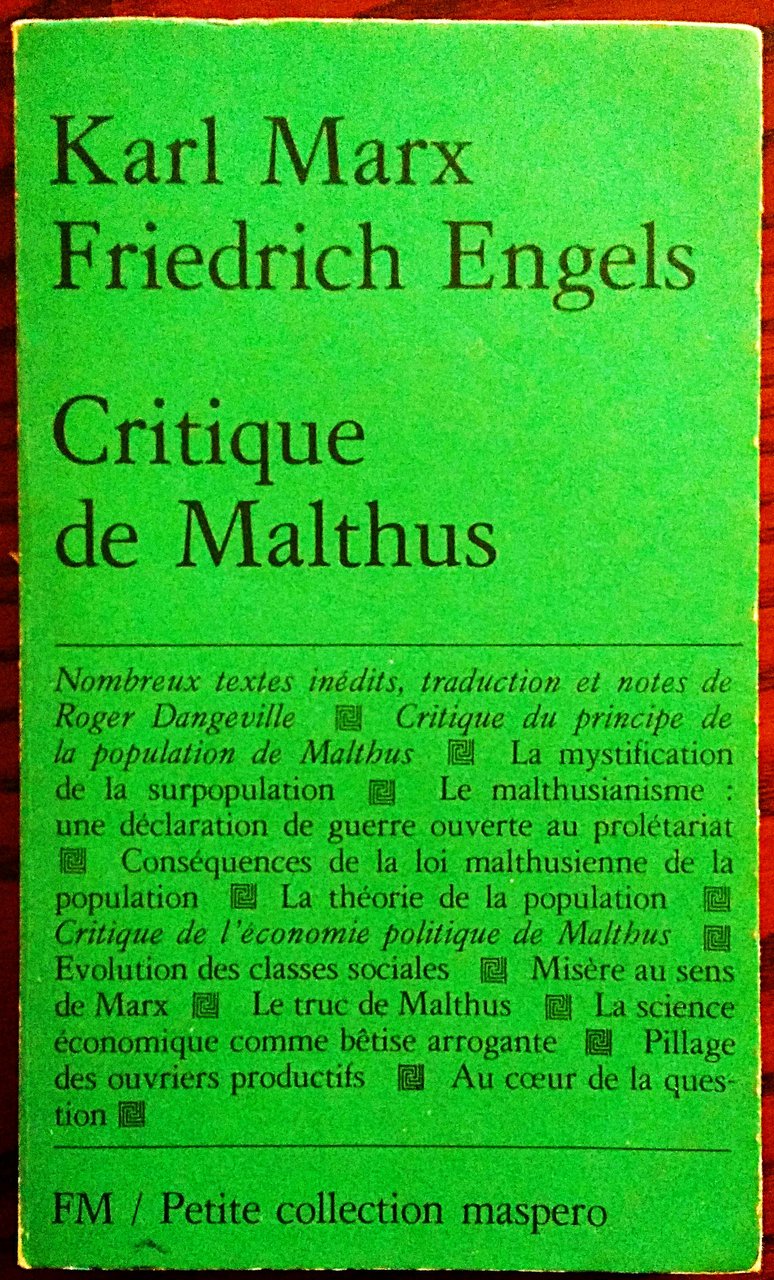 Karl Marx
Friedrich Engels
Critique
de Malthus
Nombreux textes inédits, traduction et notes de
Roger Dangeville Critique du principe de
la population de Malthus La mystification
de la surpopulation Le malthusianisme :
une déclaration de guerre ouverte au prolétariat
Conséquences de la loi malthusienne de la
population La théorie de la population
Critique de l'économie politique de Malthus
Evolution des classes sociales Misère au sens
de Marx Le truc de Malthus La science
économique comme bêtise arrogante Pillage
des ouvriers productifs Au cœur de la ques-
tion
FM / Petite collection maspero